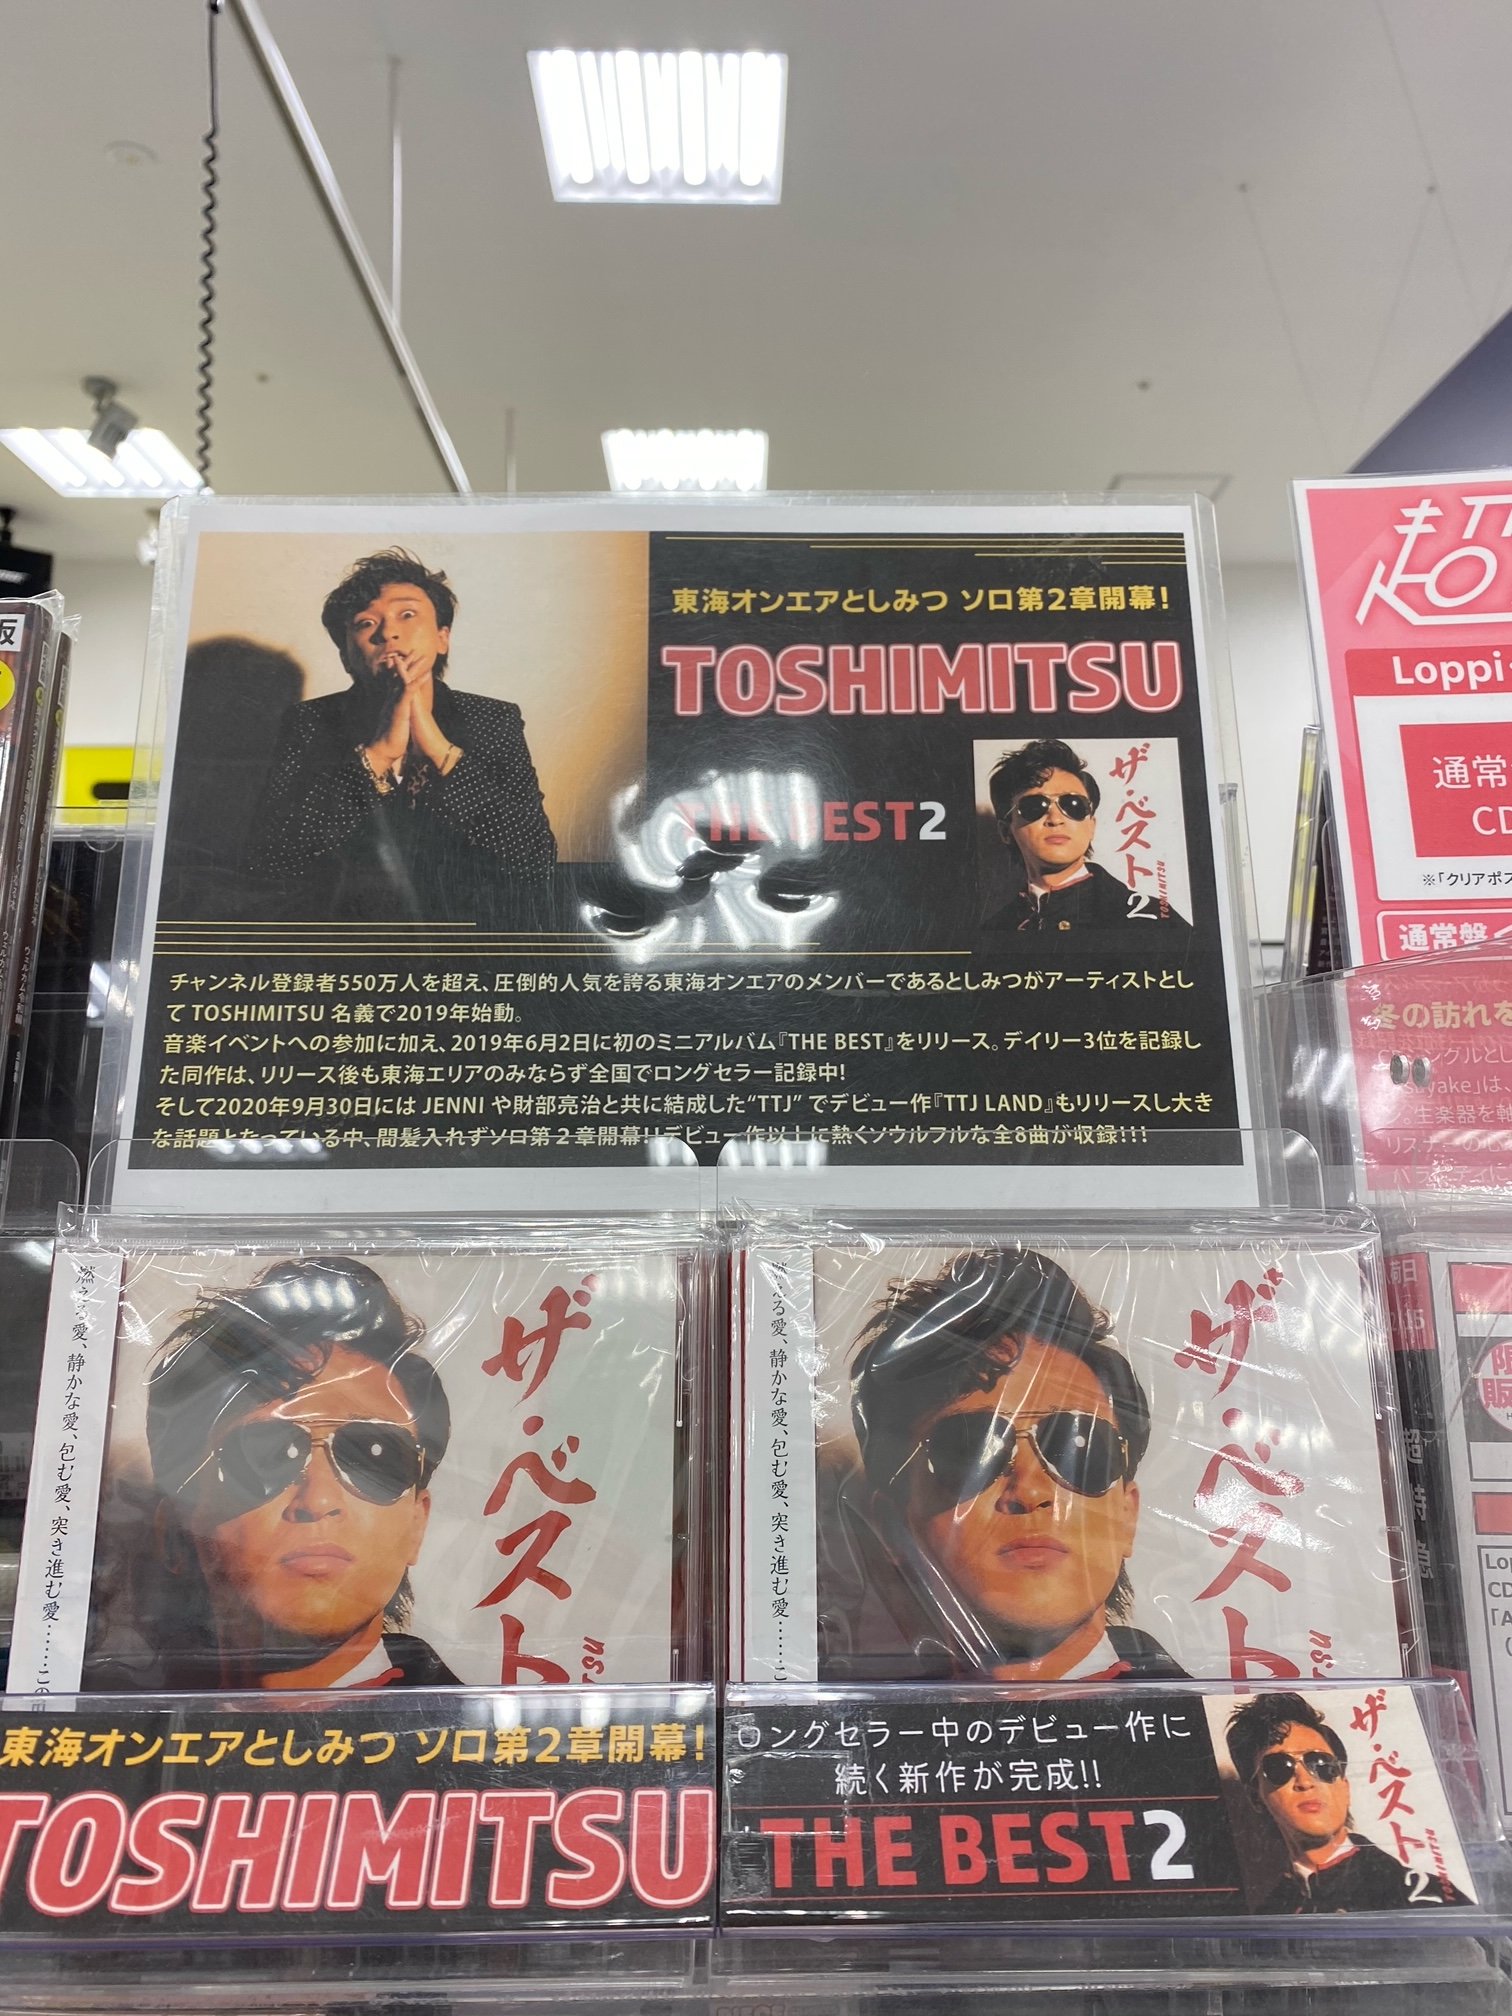 東海オンエアとしみつ ソロ第2章開幕!
TOSHIMITSU
THE BEST2
ザ・ベスト2
TOSHIMITSU
チャンネル登録者550万人を超え、圧倒的人気を誇る東海オンエアのメンバーであるとしみつがアーティストとし
て TOSHIMITSU 名義で2019年始動。
音楽イベントへの参加に加え、2019年6月2日に初のミニアルバム『THE BEST』をリリース。デイリー3位を記録し
た同作は、リリース後も東海エリアのみならず全国でロングセラー記録中!
そして2020年9月30日には JENNI や財部亮治と共に結成した“TTJ” でデビュー作『TTJ LAND』もリリースし大き
な話題となっている中、間髪入れずソロ第2章開幕!!デビュー作以上に熱くソウルフルな全8曲が収録!!!
Loppi
通常
CD
※「クリアポス
通常盤
冬の訪れを
燃える愛、静かな愛、包む愛、突き進む愛……この
ザ・ベスト
燃える愛、静かな愛、包む愛、突き進む愛……こ
ザ・ベスト
東海オンエアとしみつ ソロ第2章開幕!
TOSHIMITSU
ロングセラー中のデビュー作に
続く新作が完成!!
THE BEST2
ザ・ベスト2
TOSHIMITSU
超特急